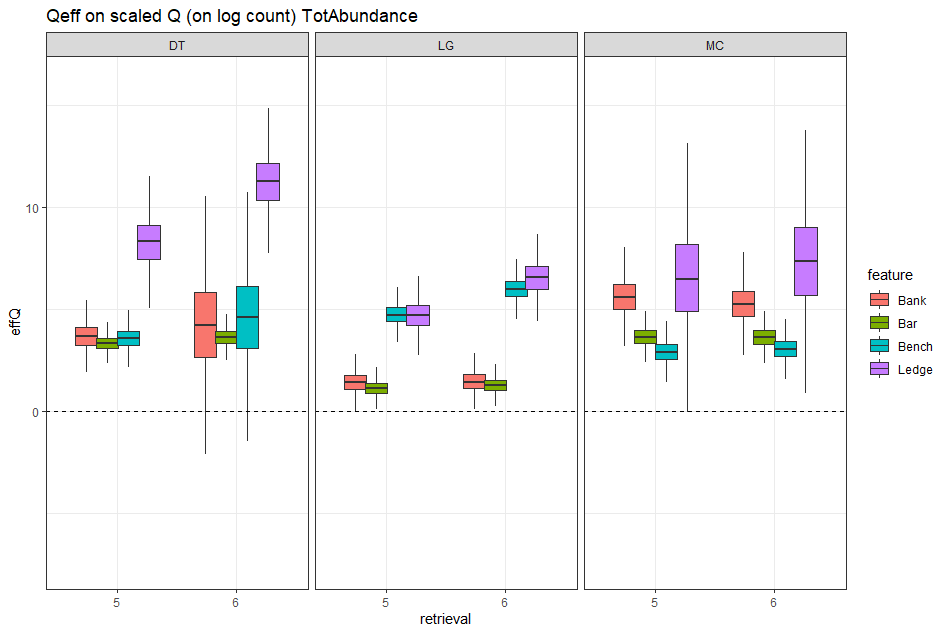 Qeff on scaled Q (on log count) TotAbundance
DT
LG
MC
effQ
10
0
5
6
5
6
5
6
retrieval
feature
Bank
Bar
Bench
Ledge